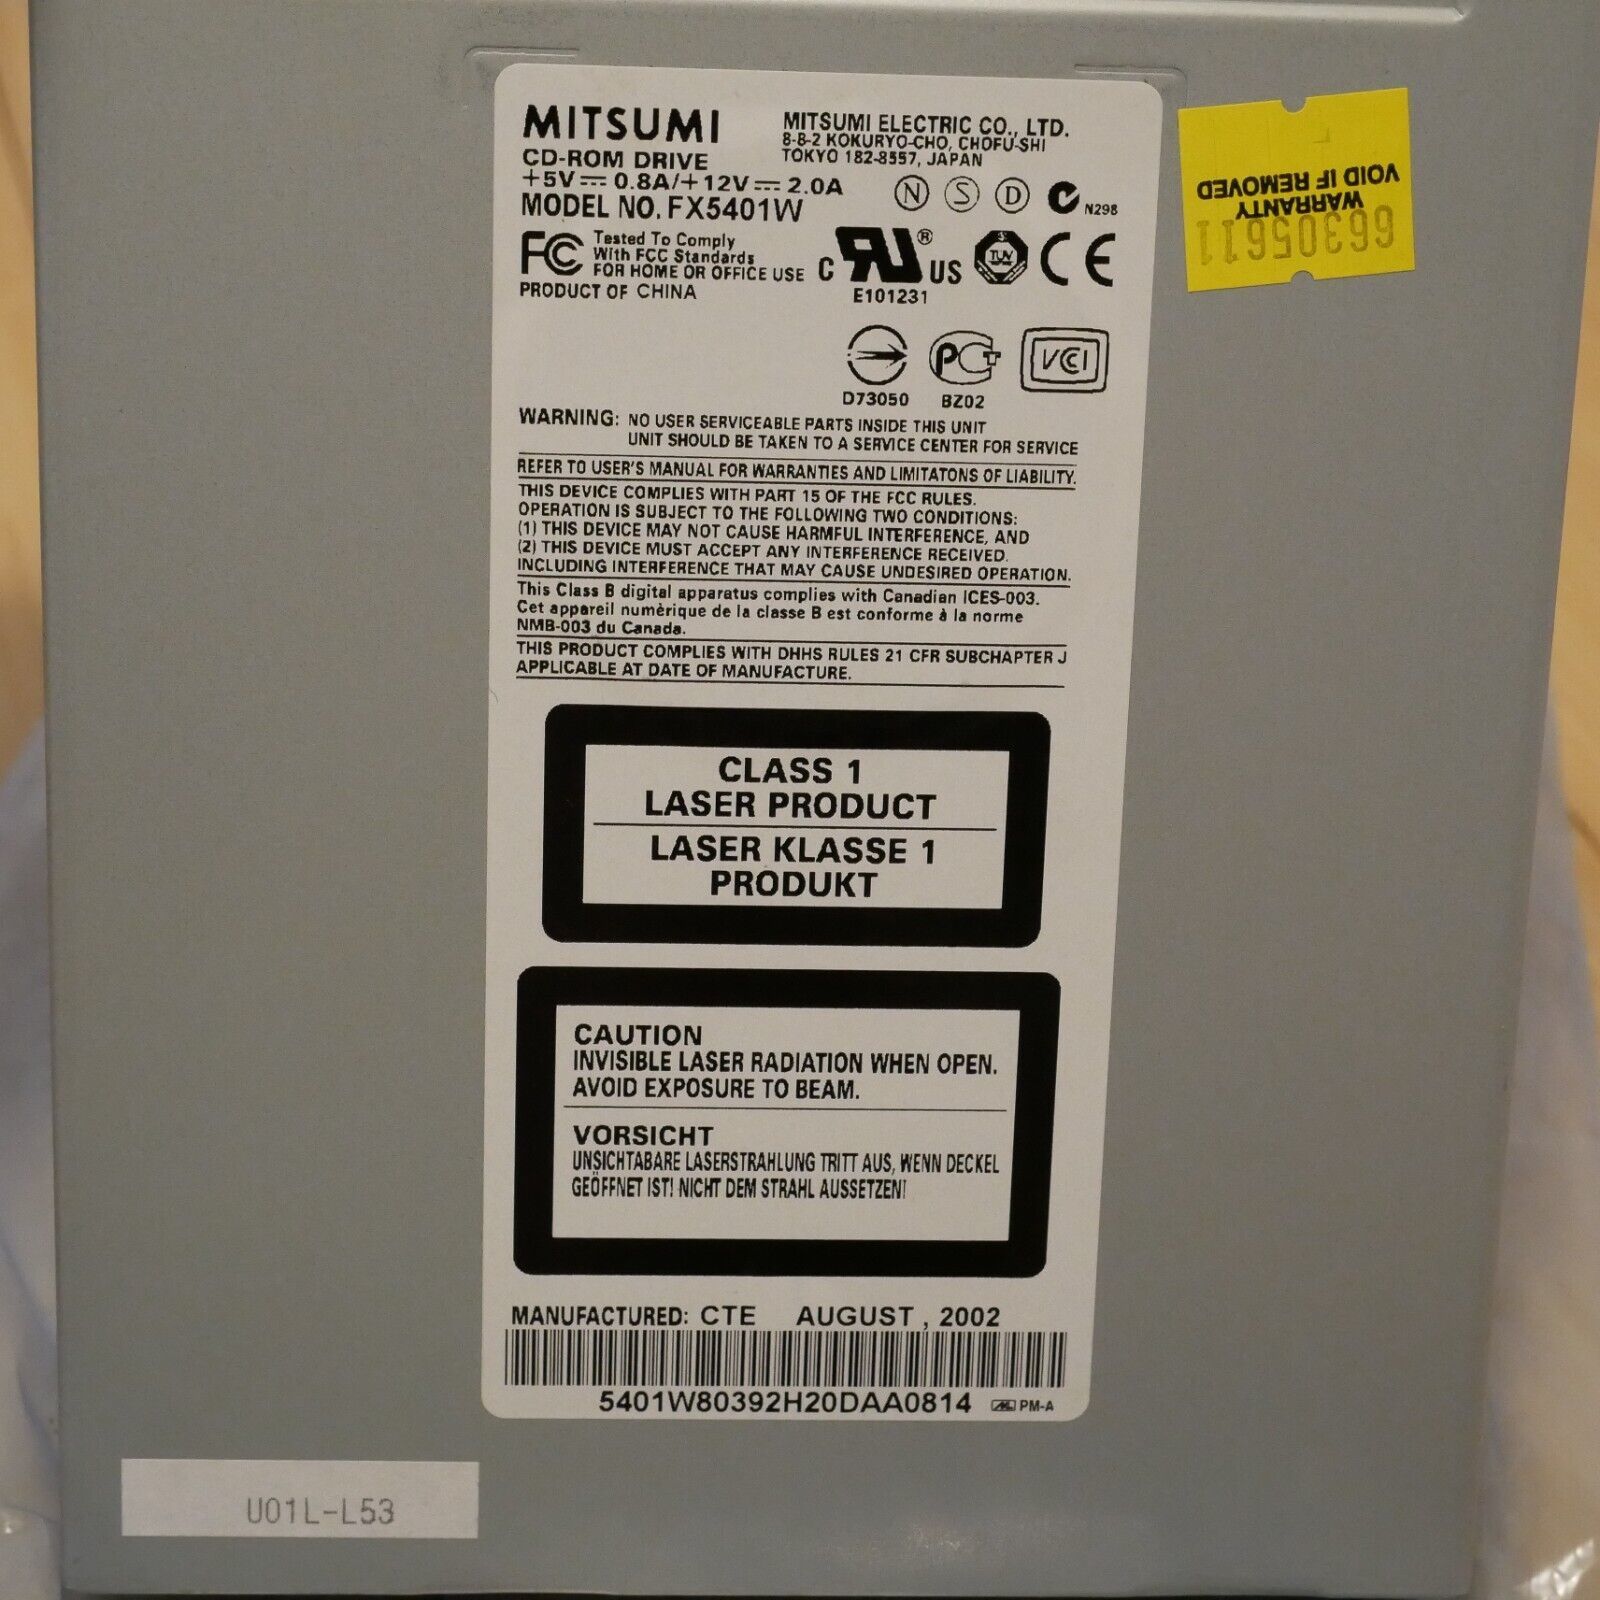 MITSUMI
CD-ROM DRIVE
+5V⎓0.8A/+12V⎓2.0A
MODEL NO. FX5401W
MITSUMI ELECTRIC CO., LTD.
8-8-2 KOKURYO-CHO, CHOFU-SHI
TOKYO 182-8557, JAPAN
N S D N298
FC Tested To Comply
With FCC Standards
FOR HOME OR OFFICE USE
PRODUCT OF CHINA
C RU ® US
E101231
TUV CE
D73050
PCT
BZ02
VCCI
WARNING: NO USER SERVICEABLE PARTS INSIDE THIS UNIT
UNIT SHOULD BE TAKEN TO A SERVICE CENTER FOR SERVICE
REFER TO USER'S MANUAL FOR WARRANTIES AND LIMITATONS OF LIABILITY.
THIS DEVICE COMPLIES WITH PART 15 OF THE FCC RULES.
OPERATION IS SUBJECT TO THE FOLLOWING TWO CONDITIONS:
(1) THIS DEVICE MAY NOT CAUSE HARMFUL INTERFERENCE, AND
(2) THIS DEVICE MUST ACCEPT ANY INTERFERENCE RECEIVED.
INCLUDING INTERFERENCE THAT MAY CAUSE UNDESIRED OPERATION.
This Class B digital apparatus complies with Canadian ICES-003.
Cet appareil numèrique de la classe B est conforme à la norme
NMB-003 du Canada.
THIS PRODUCT COMPLIES WITH DHHS RULES 21 CFR SUBCHAPTER J
APPLICABLE AT DATE OF MANUFACTURE.
CLASS 1
LASER PRODUCT
LASER KLASSE 1
PRODUKT
CAUTION
INVISIBLE LASER RADIATION WHEN OPEN.
AVOID EXPOSURE TO BEAM.
VORSICHT
UNSICHTBARE LASERSTRAHLUNG TRITT AUS, WENN DECKEL
GEÖFFNET IST! NICHT DEM STRAHL AUSSETZEN!
MANUFACTURED: CTE AUGUST , 2002
5401W80392H20DAA0814 PM-A
WARRANTY
VOID IF REMOVED
66305611
U01L-L53